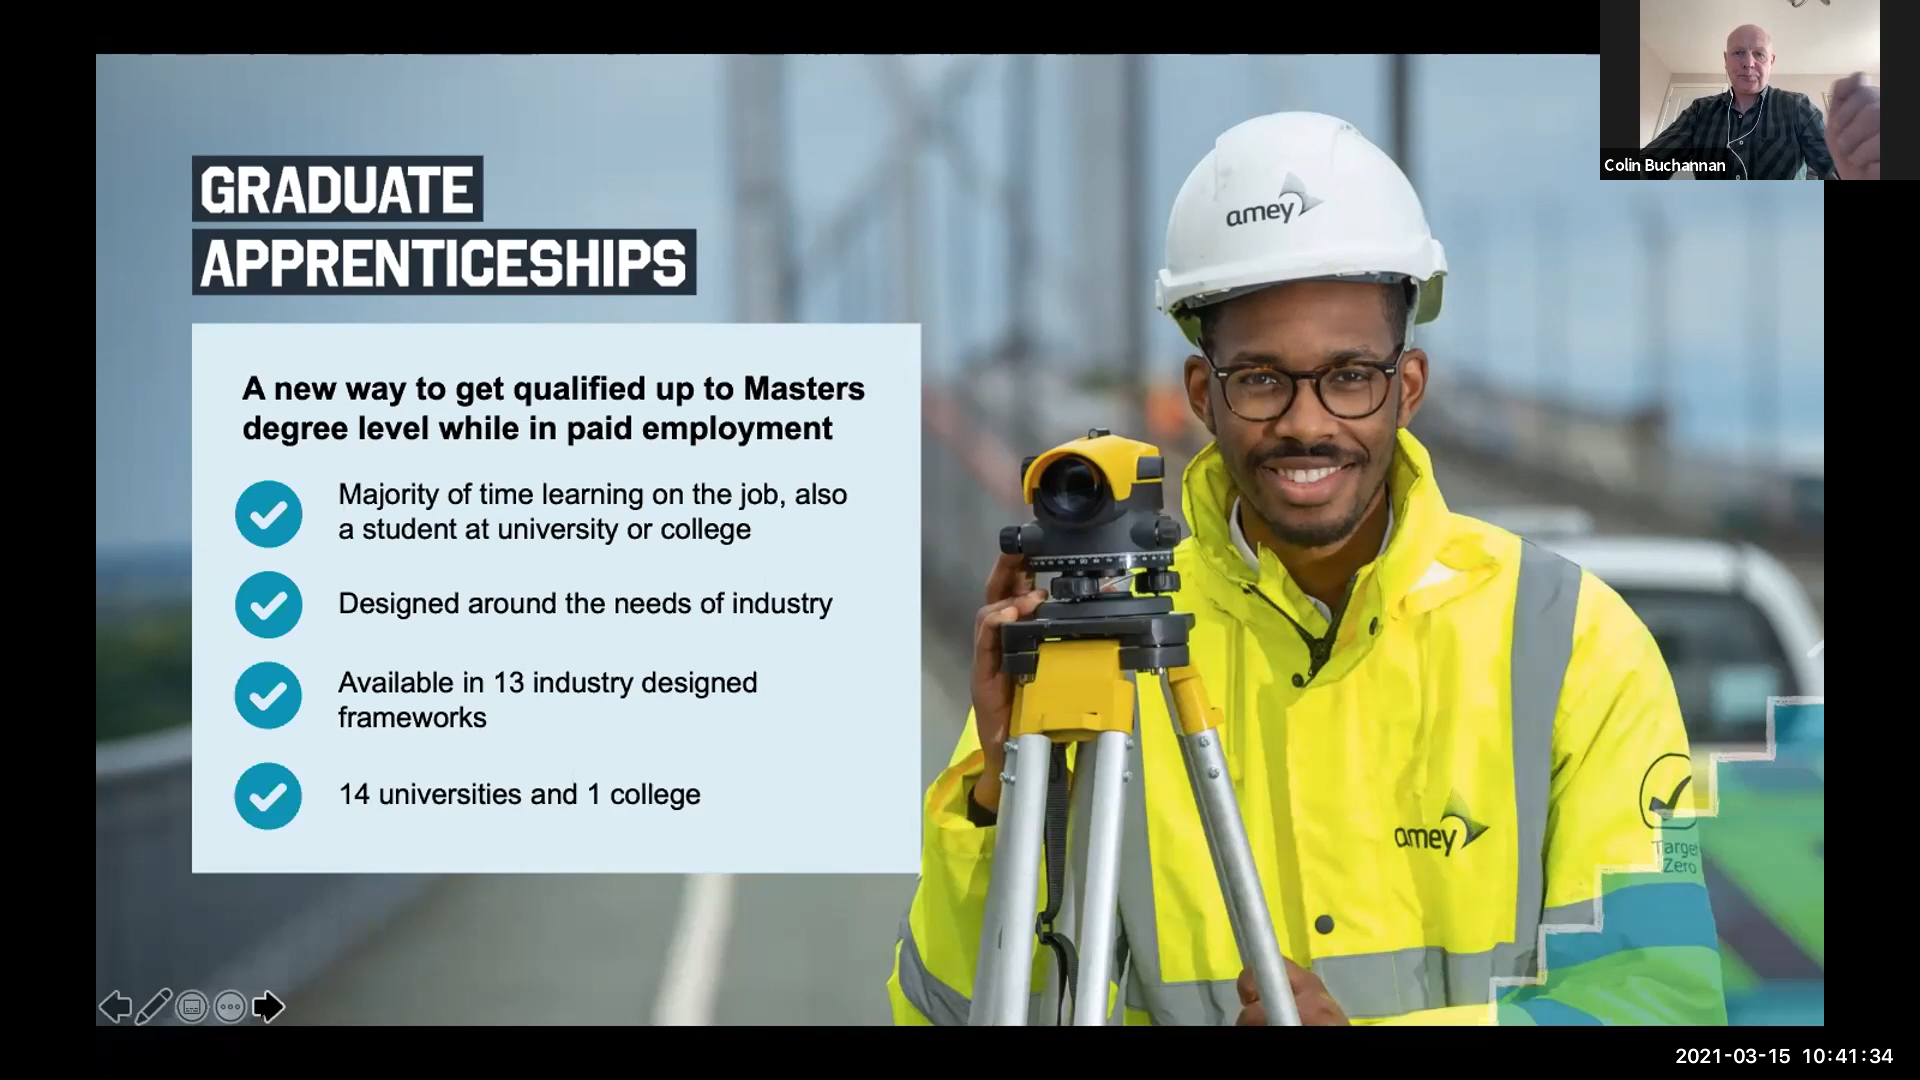 Colin Buchannan
GRADUATE
APPRENTICESHIPS
A new way to get qualified up to Masters
degree level while in paid employment
Majority of time learning on the job, also
a student at university or college
Designed around the needs of industry
Available in 13 industry designed
frameworks
14 universities and 1 college
amey
amey
Target
Zero
2021-03-15 10:41:34